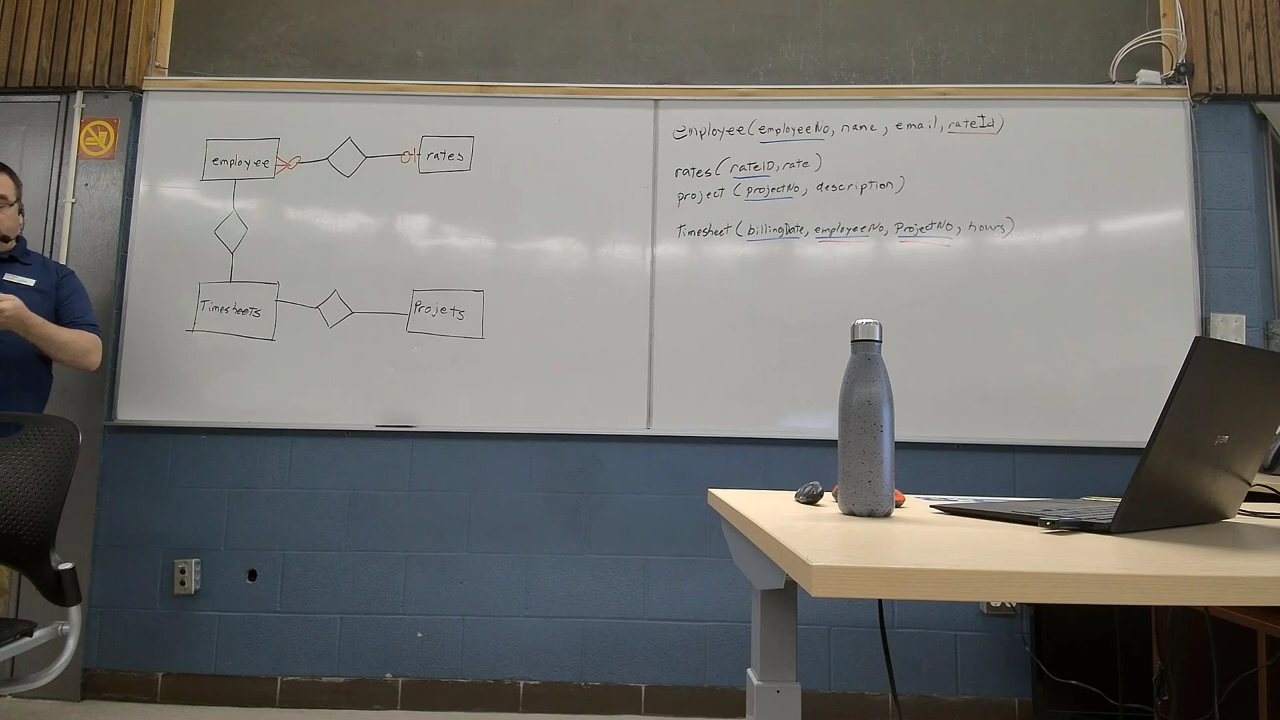 employee
rates
Timesheets
Projets
employee(employeeNo, name, email, rateId)
rates(rateID, rate)
project (projectNo, description)
Timesheet(billingDate, employeeNo, ProjectNo, hours)